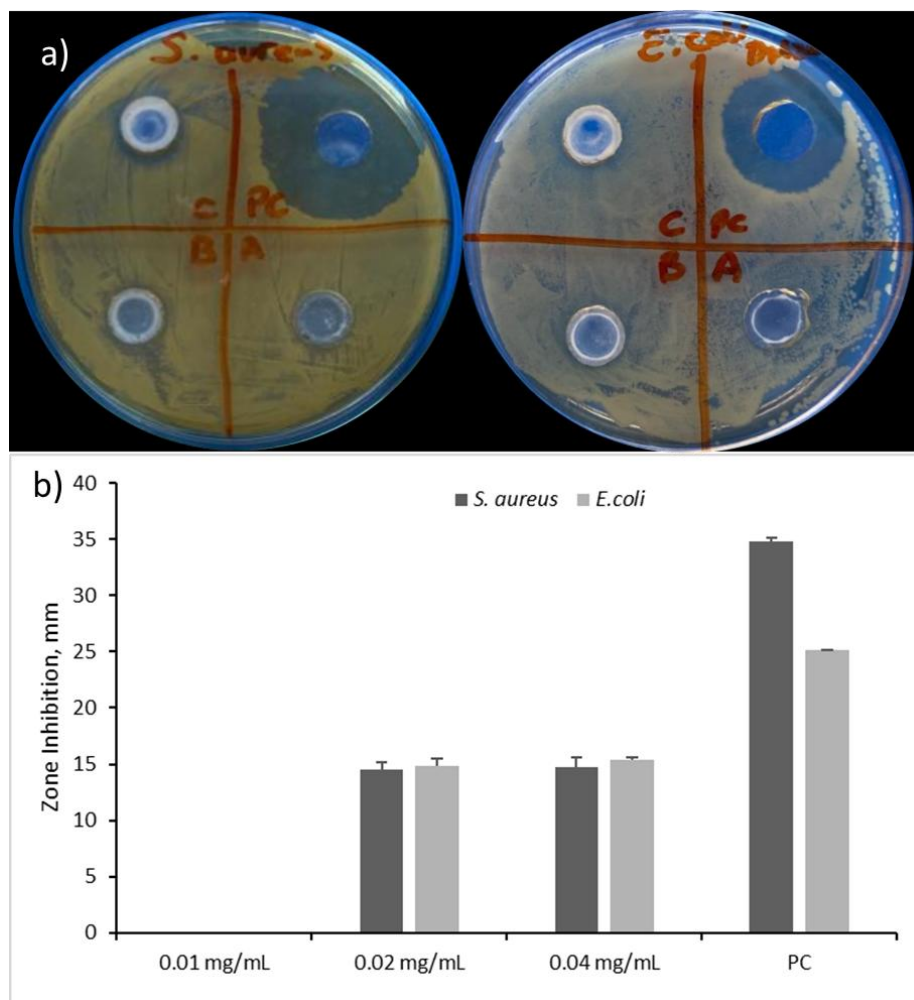 a)
S. aureus
E. coli
C PC
B A
C PC
B A
b)
S. aureus E.coli
40
35
30
25
20
15
10
5
0
Zone Inhibition, mm
0.01 mg/mL 0.02 mg/mL 0.04 mg/mL PC